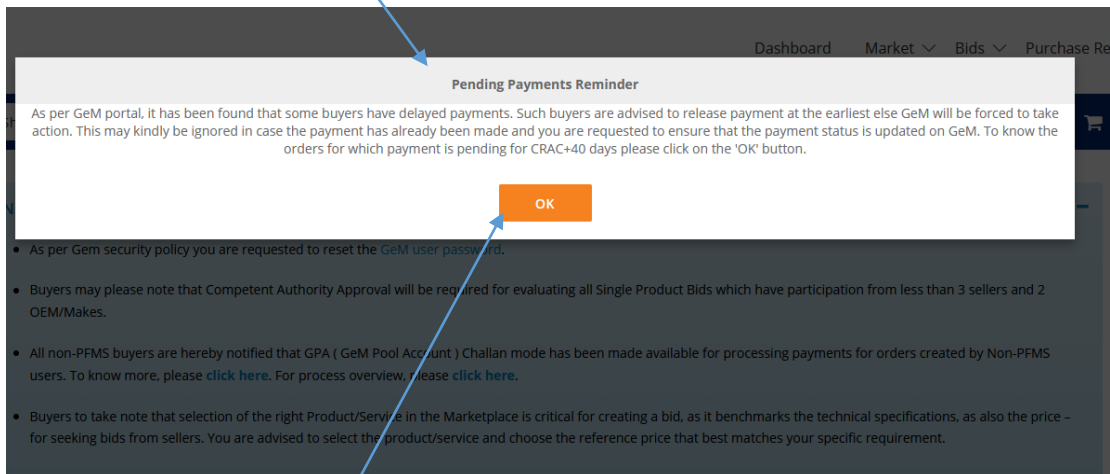 Dashboard Market Bids Purchase Re
Pending Payments Reminder
As per GeM portal, it has been found that some buyers have delayed payments. Such buyers are advised to release payment at the earliest else GeM will be forced to take
action. This may kindly be ignored in case the payment has already been made and you are requested to ensure that the payment status is updated on GeM. To know the
orders for which payment is pending for CRAC+40 days please click on the 'OK' button.
OK
• As per Gem security policy you are requested to reset the GeM user password.
• Buyers may please note that Competent Authority Approval will be required for evaluating all Single Product Bids which have participation from less than 3 sellers and 2
OEM/Makes.
• All non-PFMS buyers are hereby notified that GPA ( GeM Pool Account ) Challan mode has been made available for processing payments for orders created by Non-PFMS
users. To know more, please click here. For process overview, please click here.
• Buyers to take note that selection of the right Product/Service in the Marketplace is critical for creating a bid, as it benchmarks the technical specifications, as also the price –
for seeking bids from sellers. You are advised to select the product/service and choose the reference price that best matches your specific requirement.